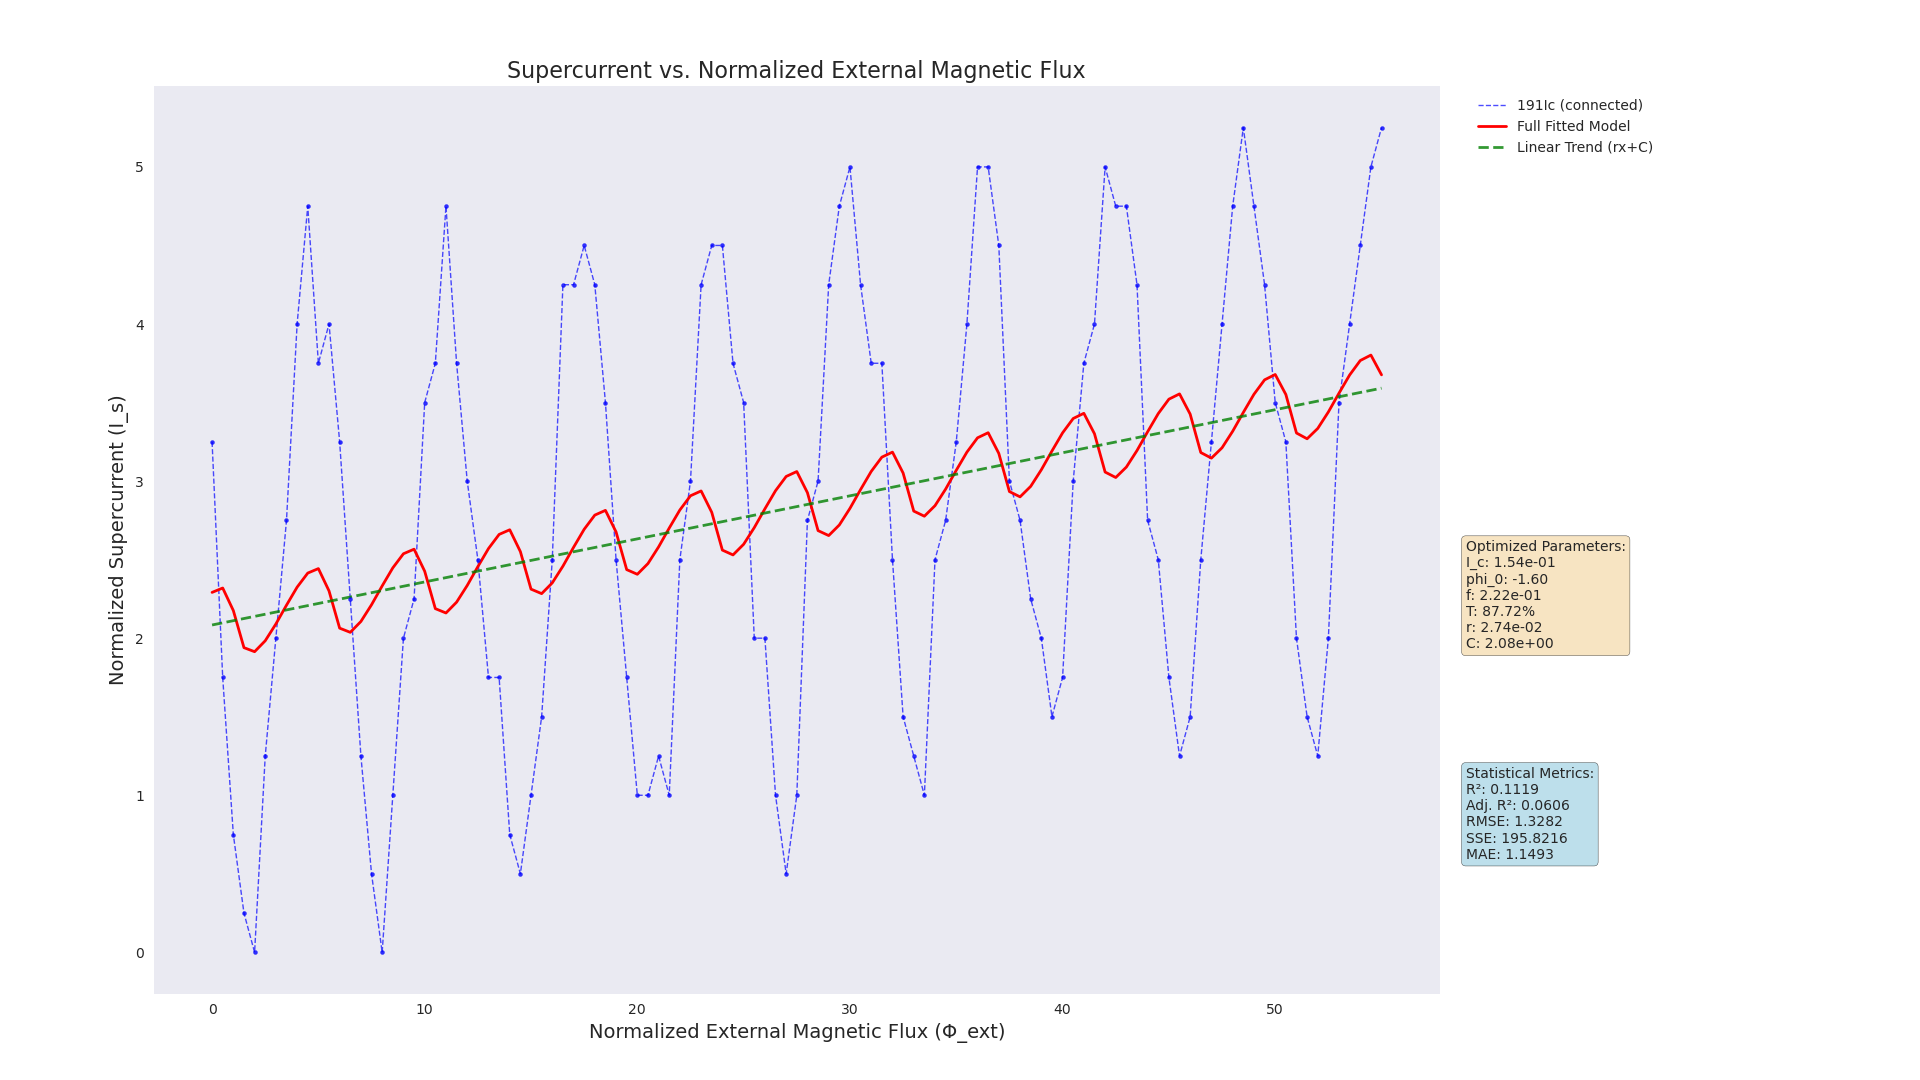 Supercurrent vs. Normalized External Magnetic Flux
191Ic (connected)
Full Fitted Model
Linear Trend (rx+C)
Normalized Supercurrent (I_s)
5
4
3
2
1
0
Optimized Parameters:
I_c: 1.54e-01
phi_0: -1.60
f: 2.22e-01
T: 87.72%
r: 2.74e-02
C: 2.08e+00
Statistical Metrics:
R²: 0.1119
Adj. R²: 0.0606
RMSE: 1.3282
SSE: 195.8216
MAE: 1.1493
0 10 20 30 40 50
Normalized External Magnetic Flux (Φ_ext)